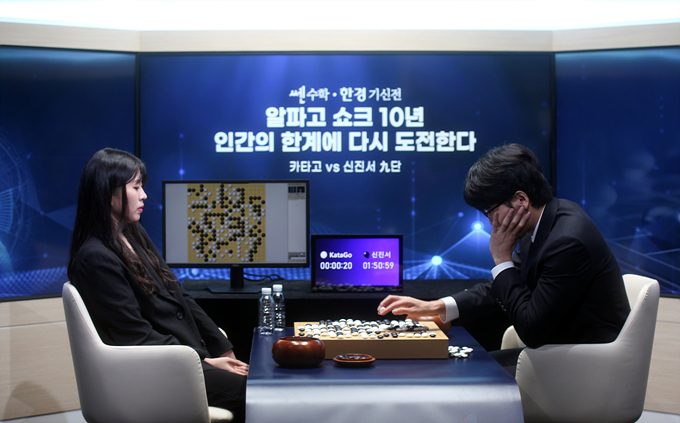 쎈수학 · 한경 기신전
알파고 쇼크 10년
인간의 한계에 다시 도전한다
카타고 vs 신진서 九단
KataGo 신진서
00:00:20 01:50:59